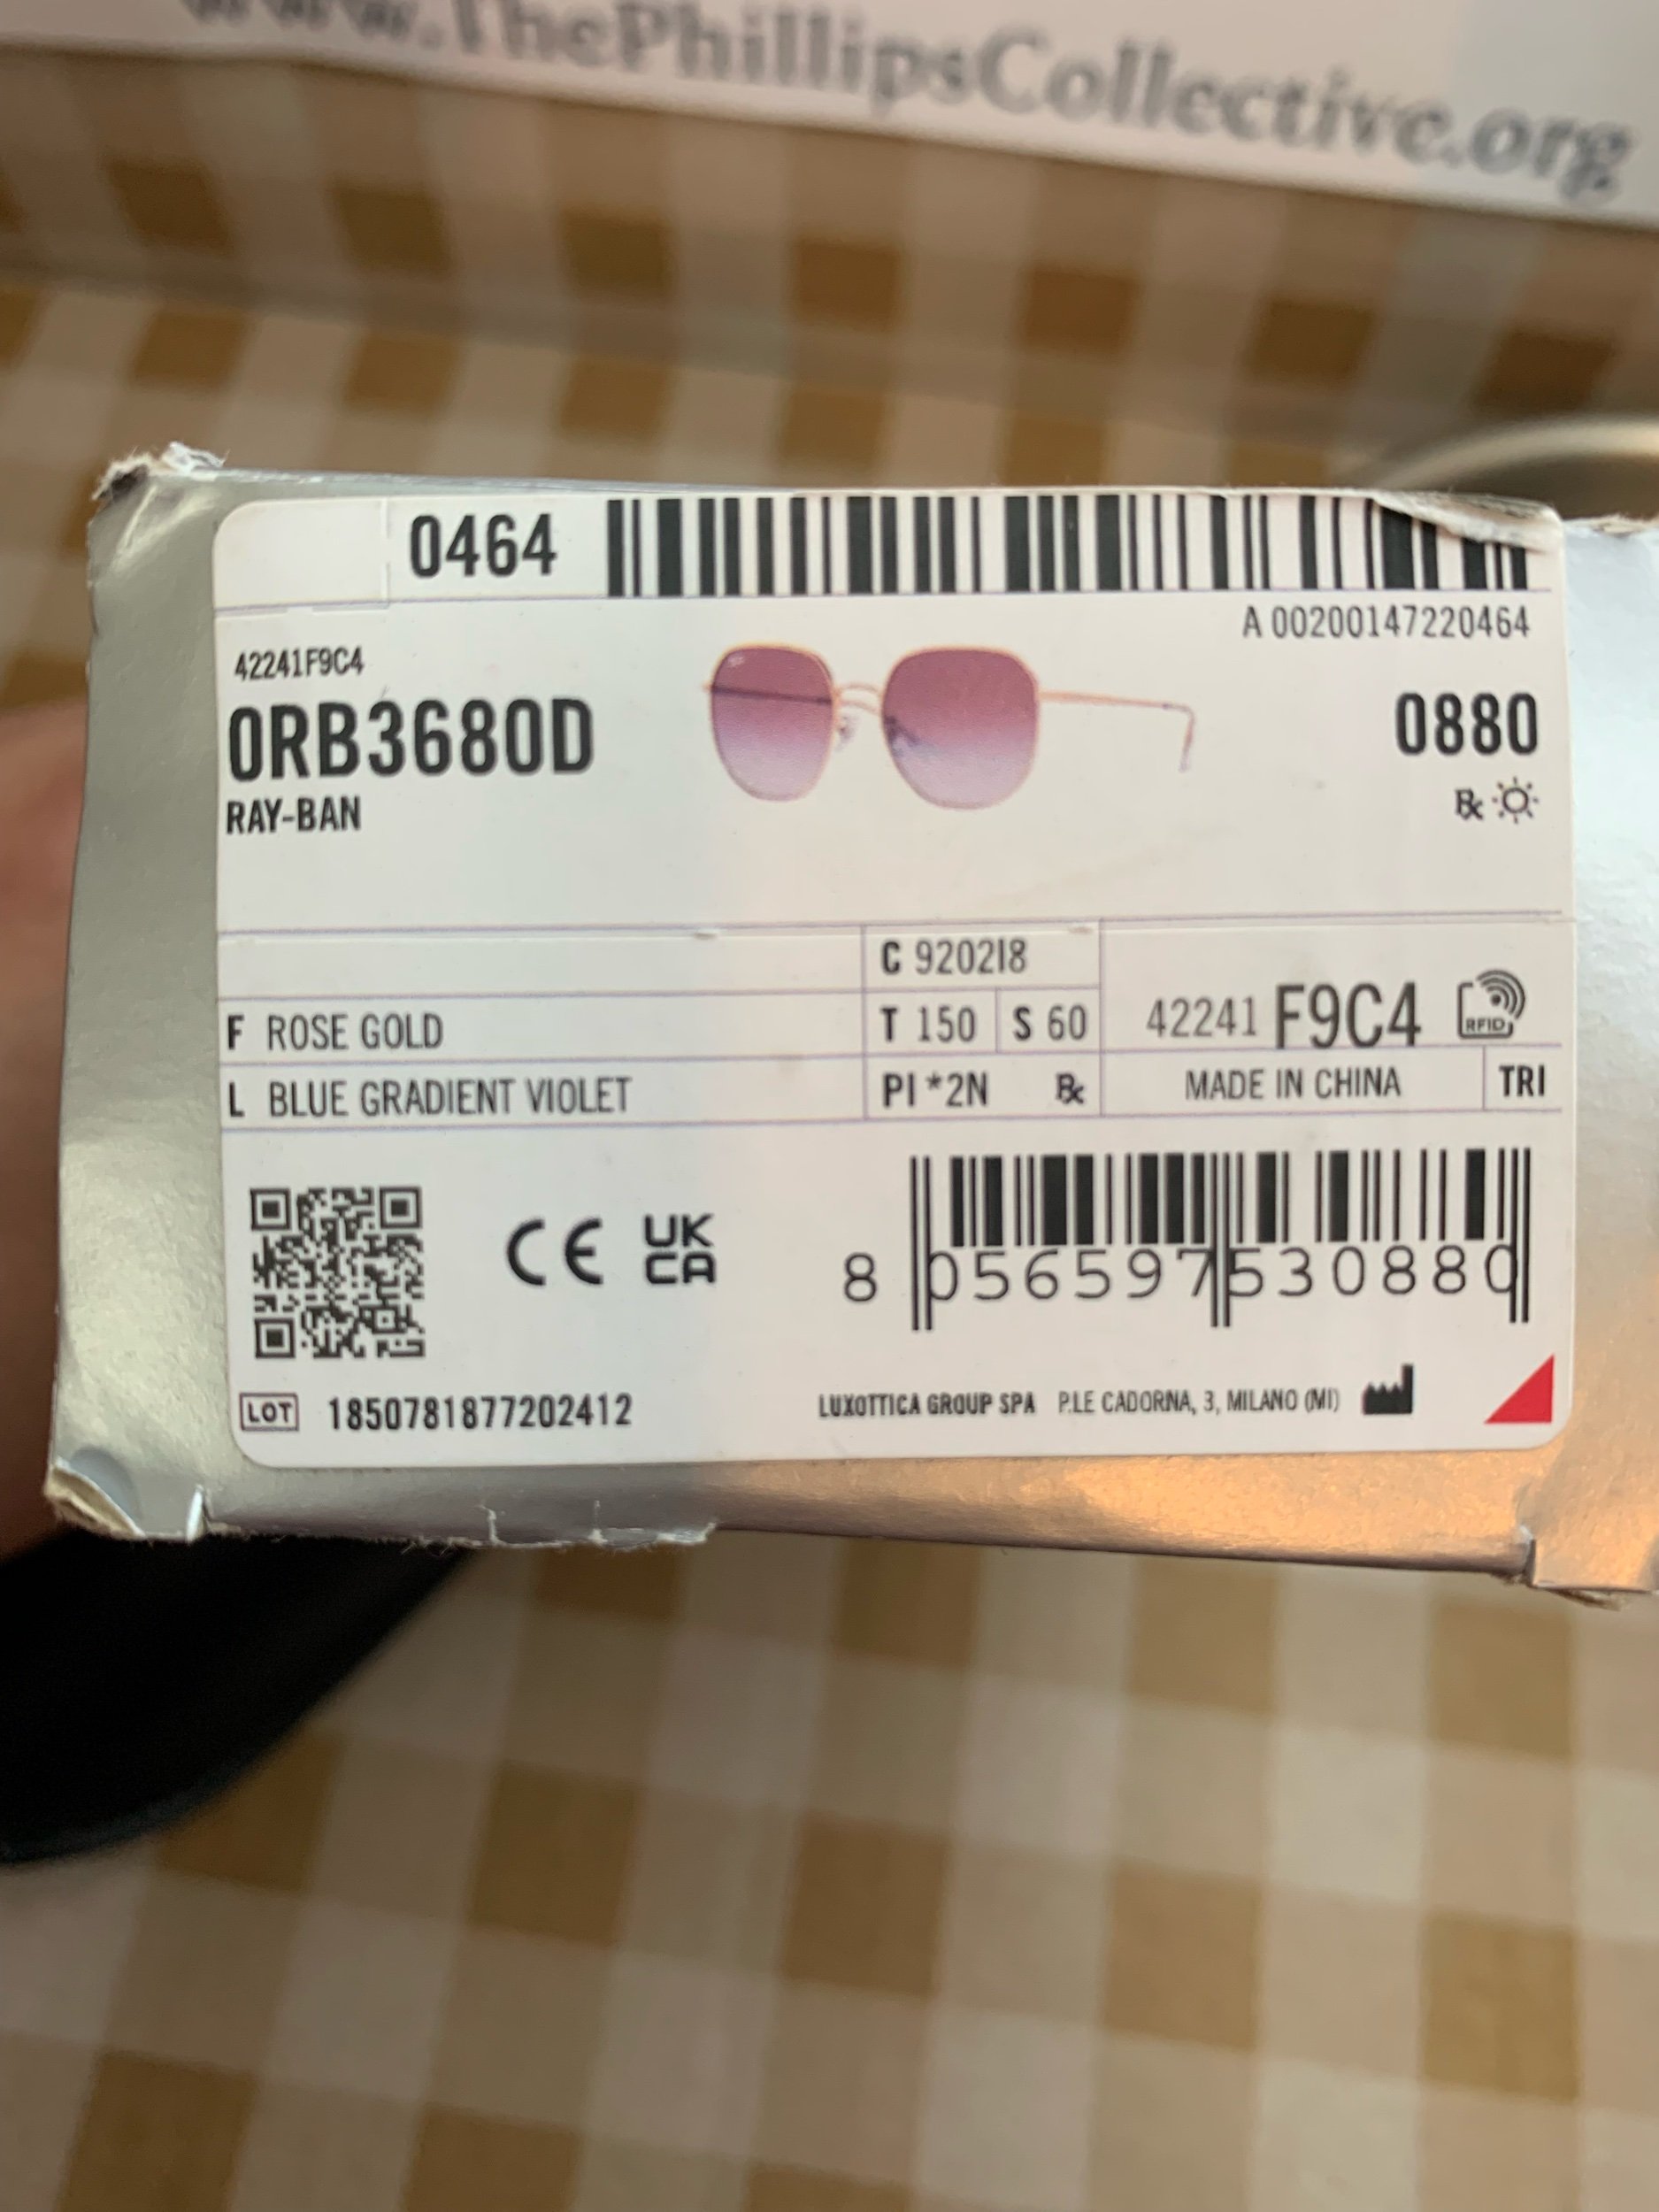 www.ThePhillipsCollective.org
0464
A 00200147220464
42241F9C4
0RB3680D
0880
RAY-BAN
Rx
C 920218
F ROSE GOLD
T 150 S 60
42241 F9C4
RFID
L BLUE GRADIENT VIOLET
PI *2N Rx
MADE IN CHINA
TRI
CE UK
CA
8 056597 530880
LOT 1850781877202412
LUXOTTICA GROUP SPA P.LE CADORNA, 3, MILANO (MI)